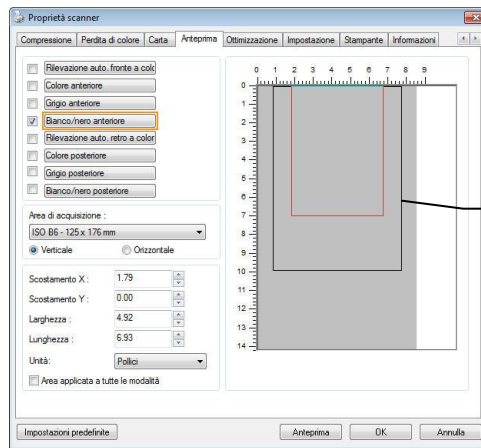 Proprietà scanner
Compressione Perdita di colore Carta Anteprima Ottimizzazione Impostazione Stampante Informazioni
Rilevazione auto. fronte a colo
Colore anteriore
Grigio anteriore
Bianco/nero anteriore
Rilevazione auto. retro a color
Colore posteriore
Grigio posteriore
Bianco/nero posteriore
Area di acquisizione :
ISO B6 - 125 x 176 mm
Verticale Orizzontale
Scostamento X : 1.79
Scostamento Y : 0.00
Larghezza : 4.92
Lunghezza : 6.93
Unità: Pollici
Area applicata a tutte le modalità
0 1 2 3 4 5 6 7 8 9
0
1
2
3
4
5
6
7
8
9
10
11
12
13
14
Impostazioni predefinite Anteprima OK Annulla